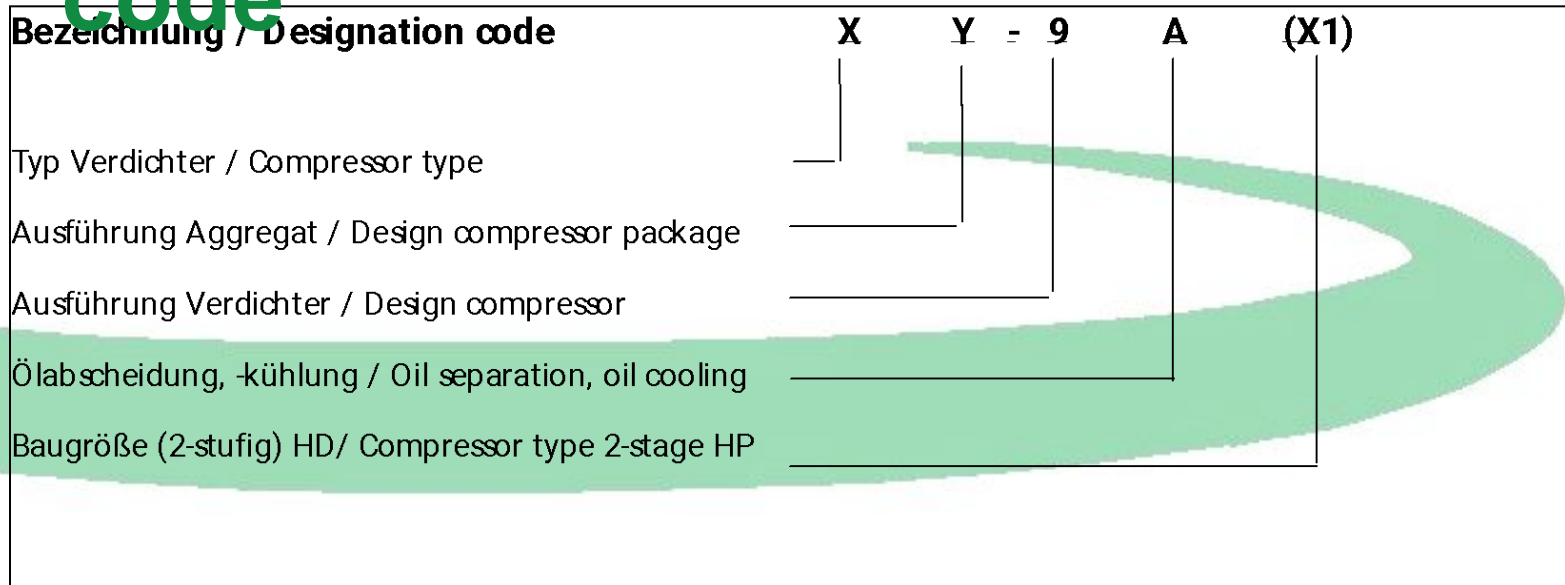 code
Bezeichnung / Designation code X Y - 9 A (X1)
Typ Verdichter / Compressor type
Ausführung Aggregat / Design compressor package
Ausführung Verdichter / Design compressor
Ölabscheidung, -kühlung / Oil separation, oil cooling
Baugröße (2-stufig) HD/ Compressor type 2-stage HP